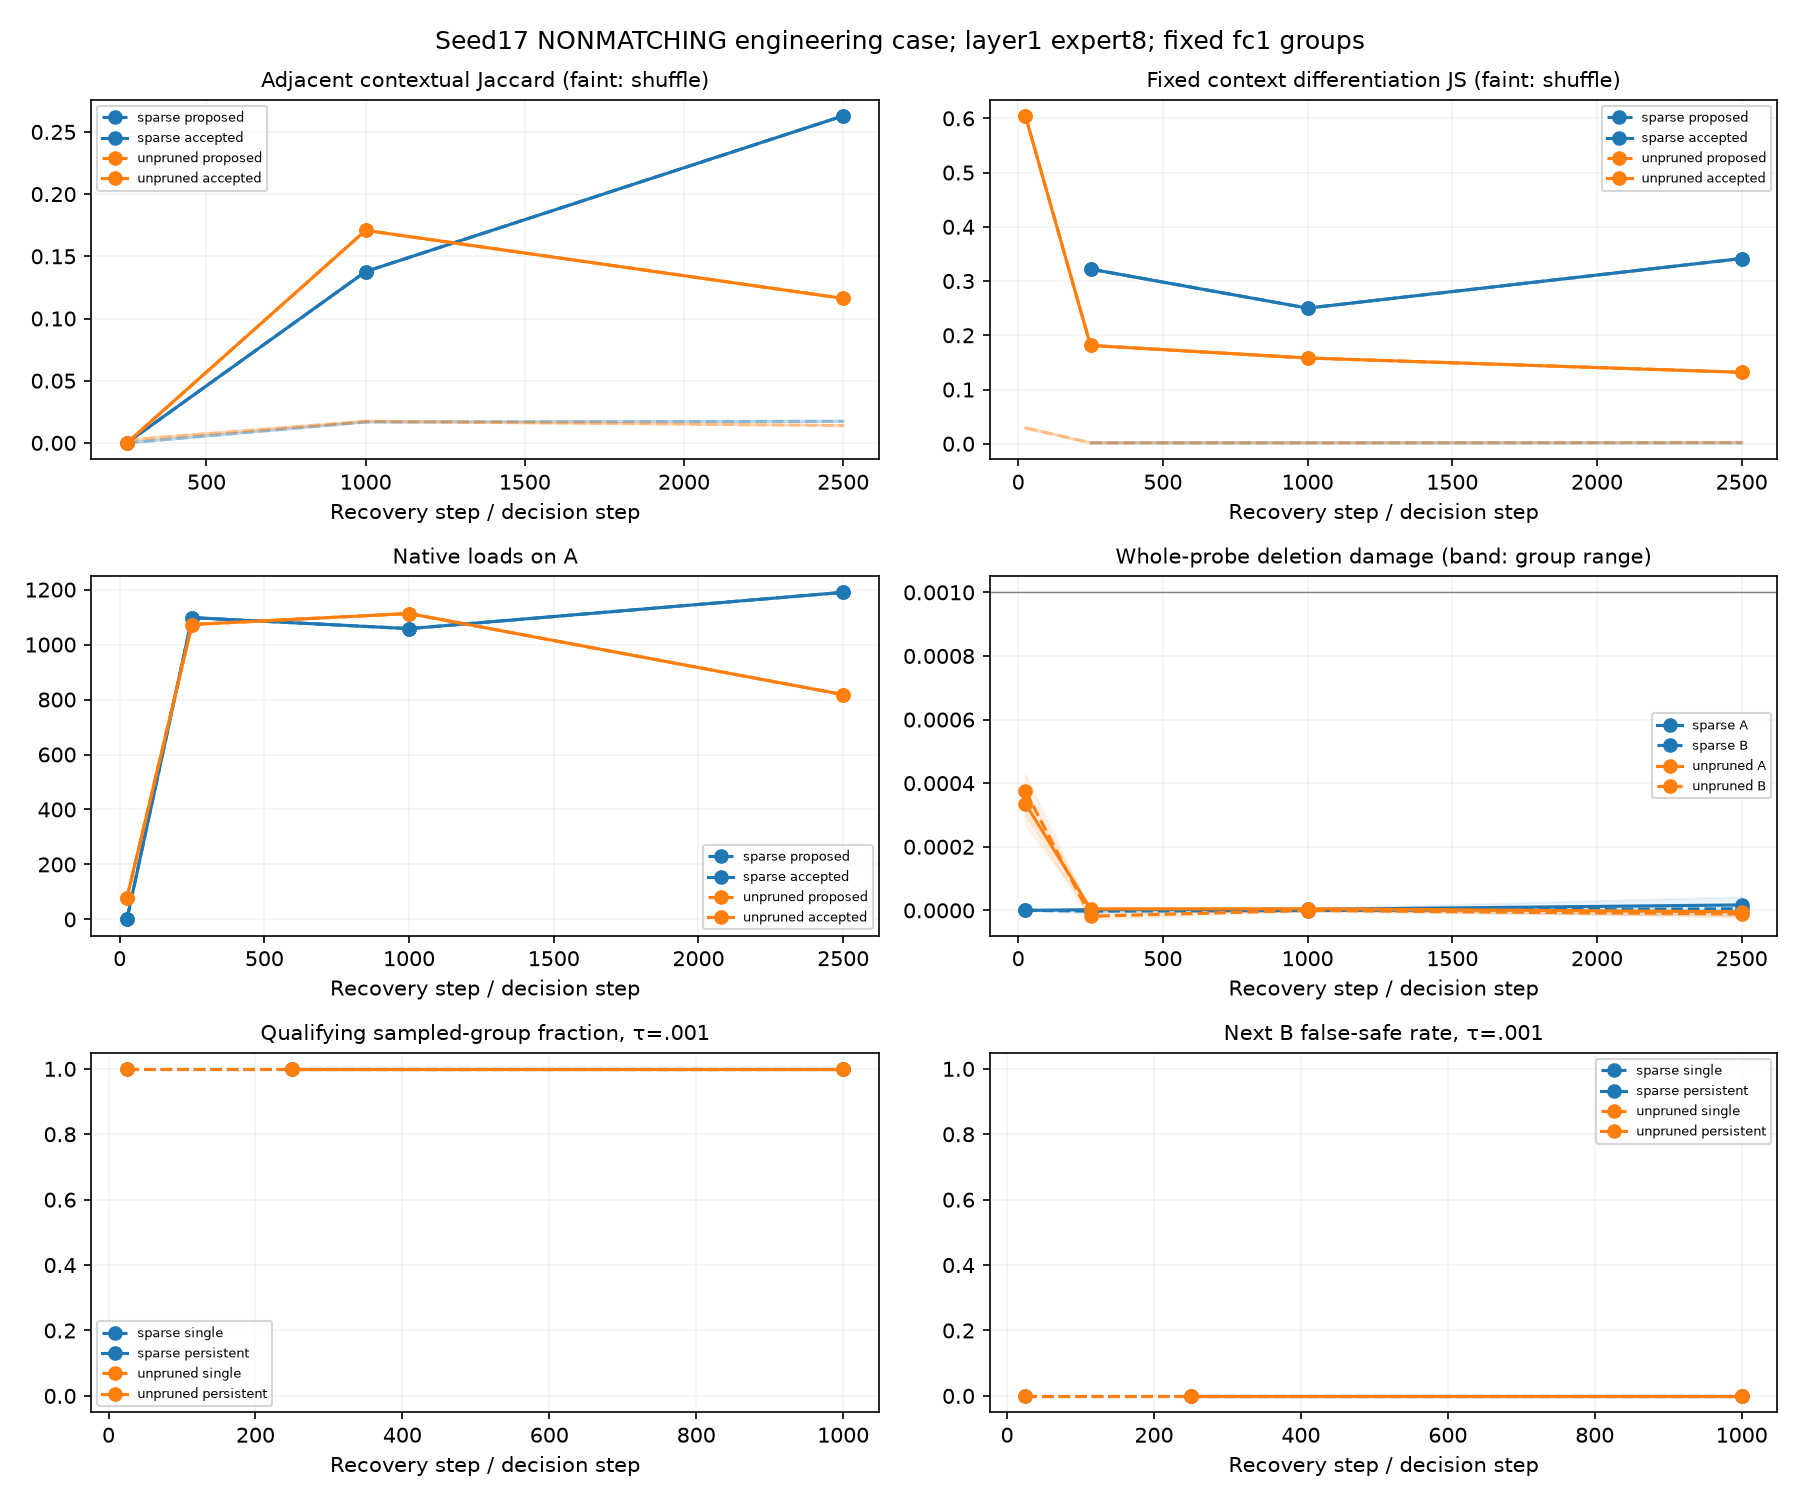 Seed17 NONMATCHING engineering case; layer1 expert8; fixed fc1 groups
Adjacent contextual Jaccard (faint: shuffle)
sparse proposed
sparse accepted
unpruned proposed
unpruned accepted
0.25
0.20
0.15
0.10
0.05
0.00
500
1000
1500
2000
2500
Recovery step / decision step
Fixed context differentiation JS (faint: shuffle)
sparse proposed
sparse accepted
unpruned proposed
unpruned accepted
0.6
0.5
0.4
0.3
0.2
0.1
0.0
0
500
1000
1500
2000
2500
Recovery step / decision step
Native loads on A
1200
1000
800
600
400
200
0
sparse proposed
sparse accepted
unpruned proposed
unpruned accepted
0
500
1000
1500
2000
2500
Recovery step / decision step
Whole-probe deletion damage (band: group range)
0.0010
0.0008
0.0006
0.0004
0.0002
0.0000
sparse A
sparse B
unpruned A
unpruned B
0
500
1000
1500
2000
2500
Recovery step / decision step
Qualifying sampled-group fraction, τ=.001
1.0
0.8
0.6
0.4
0.2
0.0
sparse single
sparse persistent
unpruned single
unpruned persistent
0
200
400
600
800
1000
Recovery step / decision step
Next B false-safe rate, τ=.001
sparse single
sparse persistent
unpruned single
unpruned persistent
1.0
0.8
0.6
0.4
0.2
0.0
0
200
400
600
800
1000
Recovery step / decision step